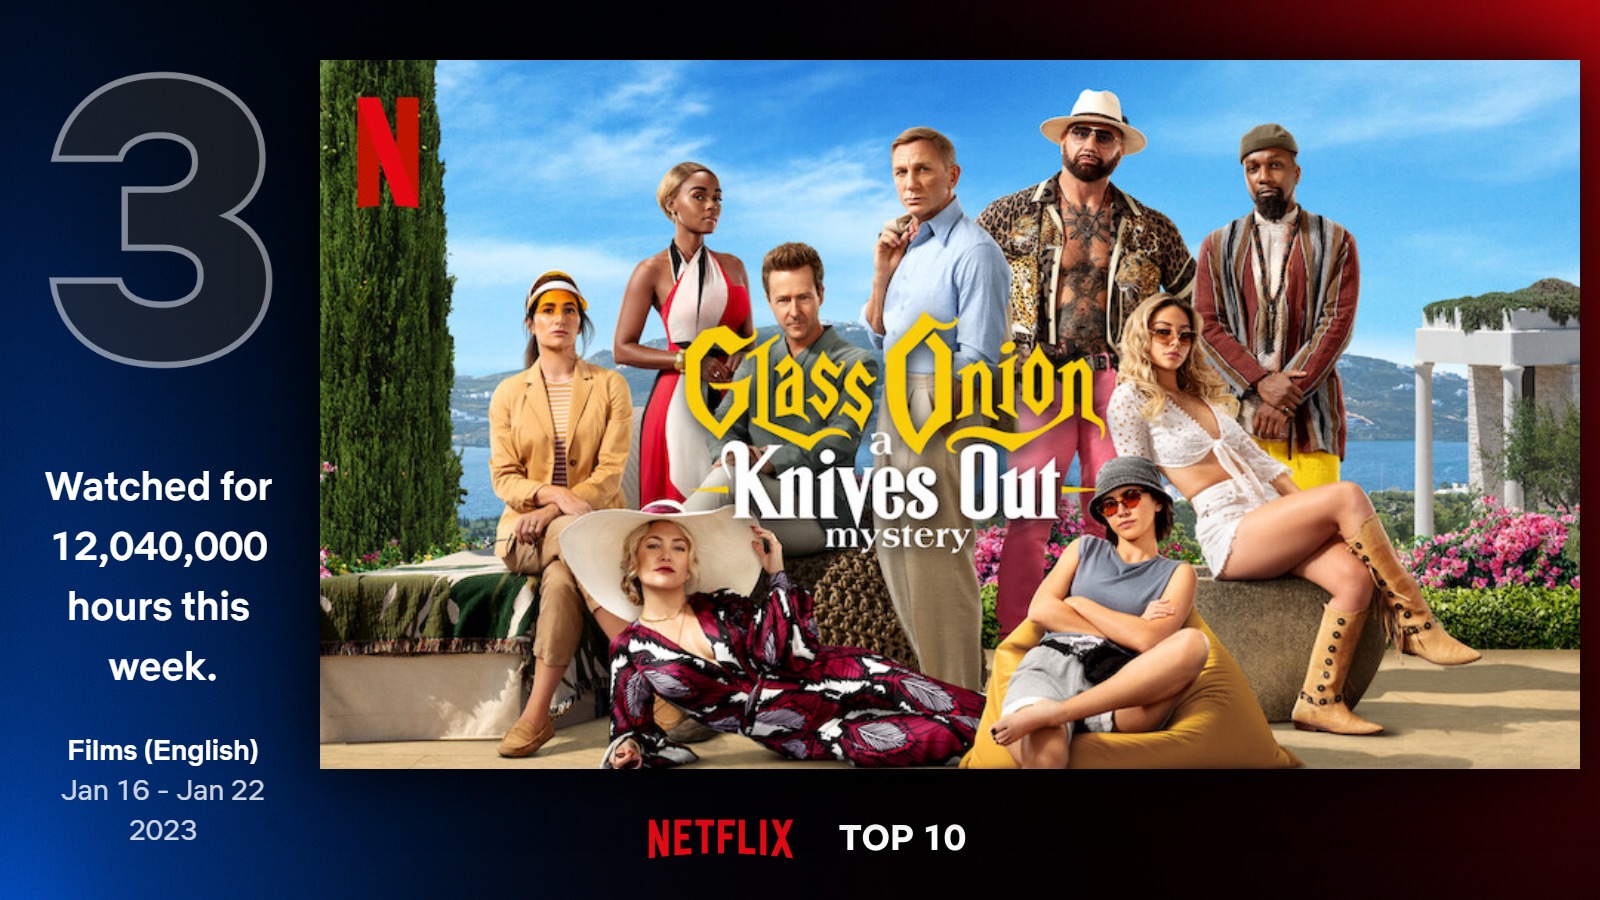 3
Watched for
12,040,000
hours this
week.
Films (English)
Jan 16 - Jan 22
2023
N
Glass Onion
a
Knives Out
mystery
NETFLIX TOP 10